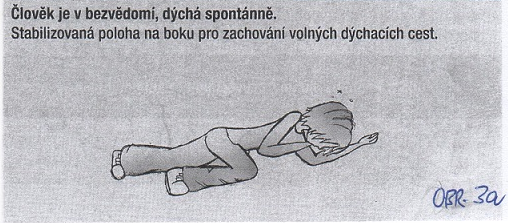 Člověk je v bezvědomí, dýchá spontánně.
Stabilizovaná poloha na boku pro zachování volných dýchacích cest.
OBR. 3a